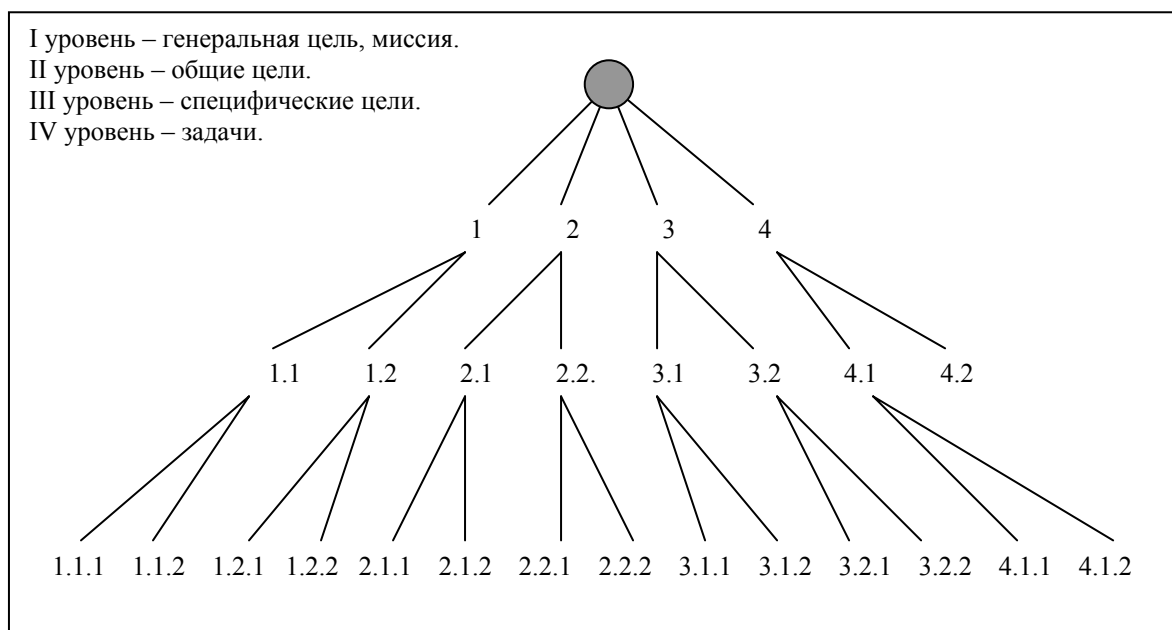 I уровень – генеральная цель, миссия.
II уровень – общие цели.
III уровень – специфические цели.
IV уровень – задачи.
1 2 3 4
1.1 1.2 2.1 2.2. 3.1 3.2 4.1 4.2
1.1.1 1.1.2 1.2.1 1.2.2 2.1.1 2.1.2 2.2.1 2.2.2 3.1.1 3.1.2 3.2.1 3.2.2 4.1.1 4.1.2